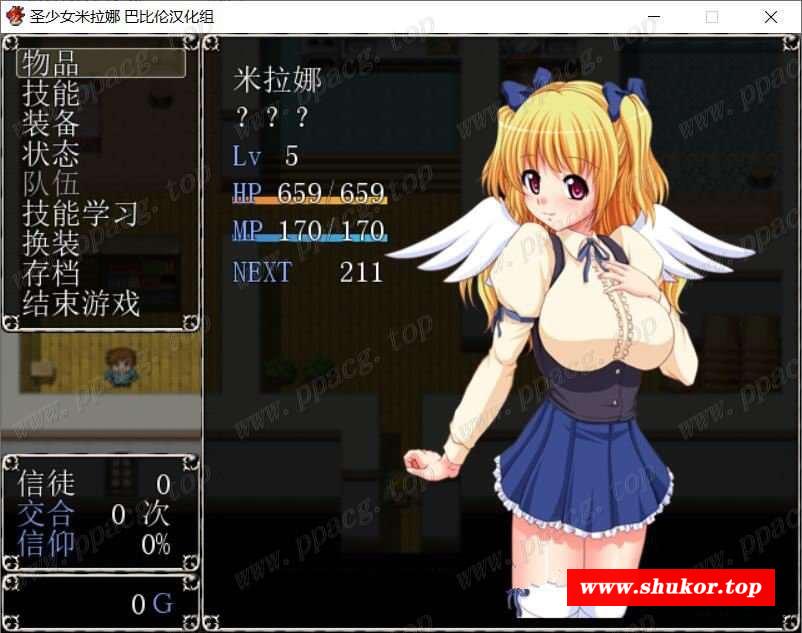 圣少女米拉娜 巴比伦汉化组
物品
技能
装备
状态
队伍
技能学习
换装
存档
结束游戏
米拉娜
？？？
Lv 5
HP 659/659
MP 170/170
NEXT 211
信徒 0
交合 0 次
信仰 0%
0 G
www.ppacg.top
www.shukor.top